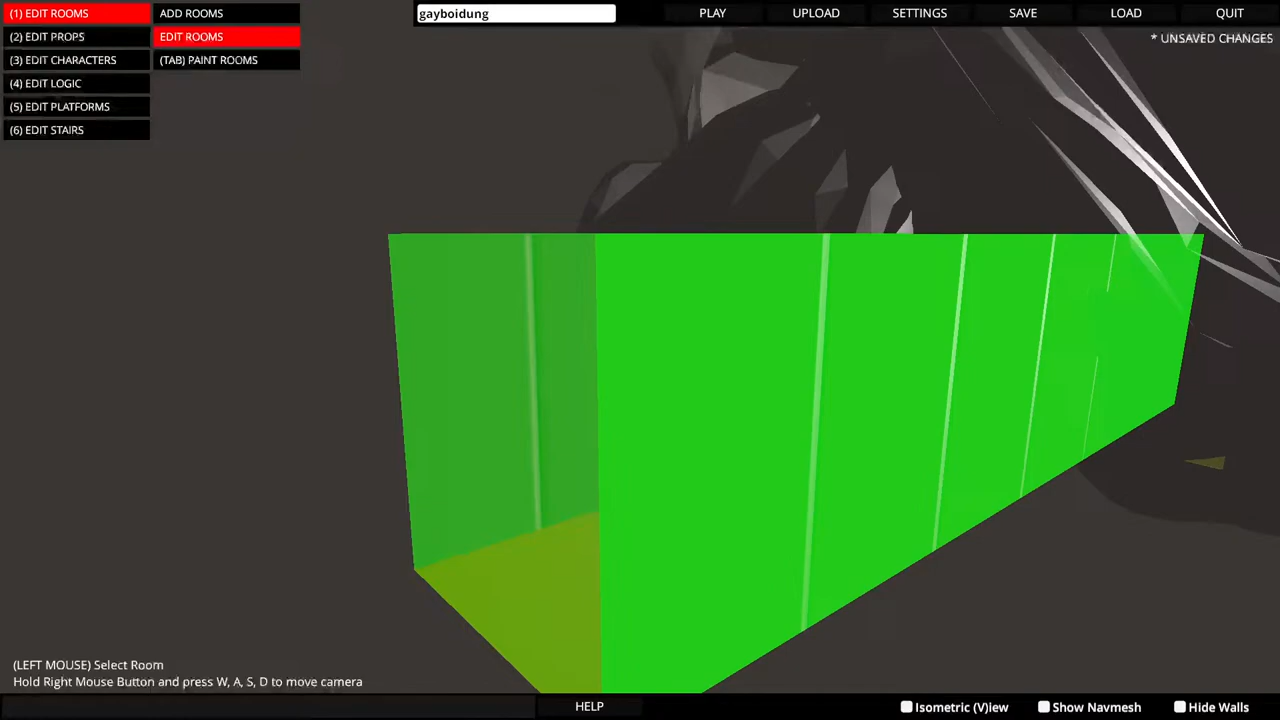 (1) EDIT ROOMS
ADD ROOMS
gayboidung
PLAY
UPLOAD
SETTINGS
SAVE
LOAD
QUIT
(2) EDIT PROPS
EDIT ROOMS
* UNSAVED CHANGES
(3) EDIT CHARACTERS
(TAB) PAINT ROOMS
(4) EDIT LOGIC
(5) EDIT PLATFORMS
(6) EDIT STAIRS
(LEFT MOUSE) Select Room
Hold Right Mouse Button and press W, A, S, D to move camera
HELP
Isometric (V)iew
Show Navmesh
Hide Walls